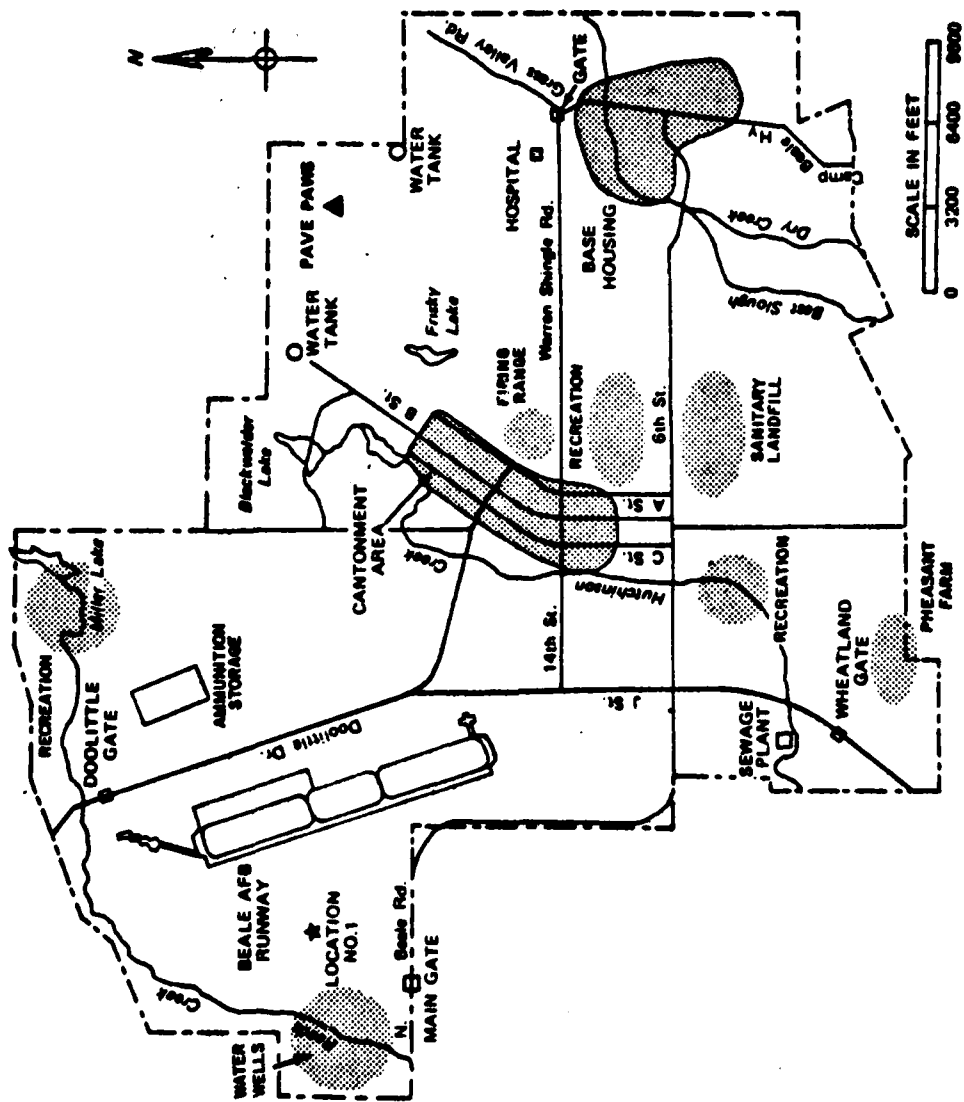 N
RECREATION
Miller Lake
DOOLITTLE
GATE
AMMUNITION
STORAGE
Blackwelder
Lake
WATER
TANK
PAVE PAWS
WATER
TANK
Grass Valley Rd.
GATE
B St.
Frisky
Lake
CANTONMENT
AREA
Creek
Hutchinson
Doolittle Dr.
BEALE AFB
RUNWAY
LOCATION
NO.1
WATER
WELLS
Creek
N. Beale Rd.
MAIN GATE
FIRING
RANGE
HOSPITAL
Warren Shingle Rd.
14th St.
RECREATION
BASE
HOUSING
A St.
C St.
J St.
6th St.
SANITARY
LANDFILL
RECREATION
SEWAGE
PLANT
WHEATLAND
GATE
PHEASANT
FARM
Best Slough
Dry Creek
Camp Beale Hy
SCALE IN FEET
0 3200 6400 9600